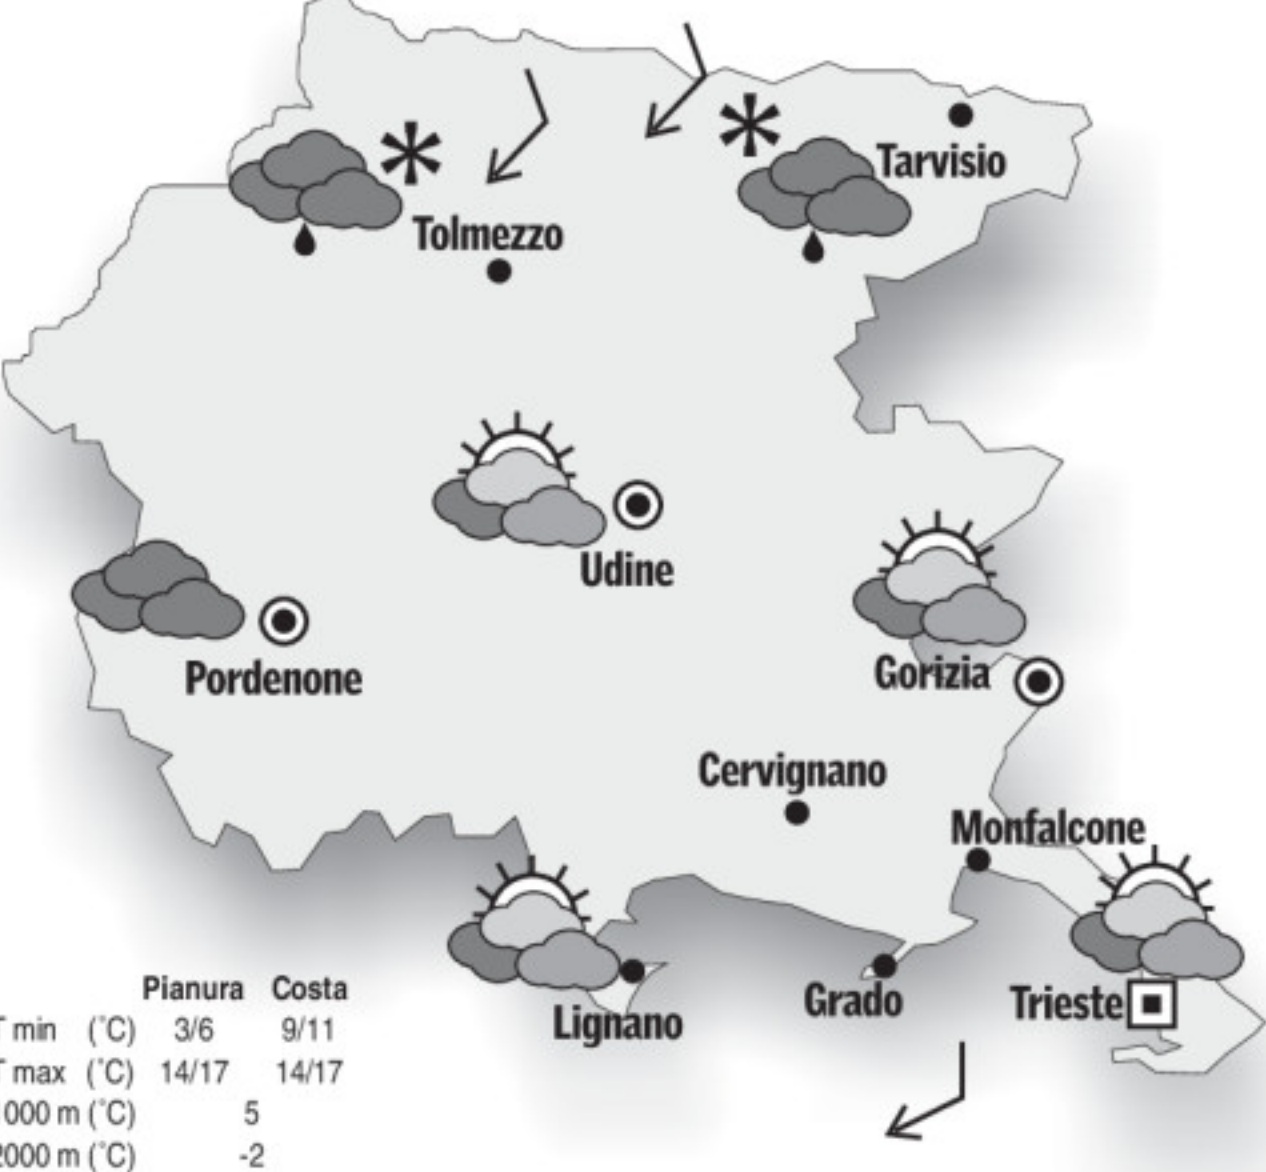 Tarvisio
Tolmezzo
Udine
Pordenone
Gorizia
Cervignano
Monfalcone
Grado
Trieste
Lignano
Pianura Costa
T min (°C) 3/6 9/11
T max (°C) 14/17 14/17
000 m (°C) 5
2000 m (°C) -2